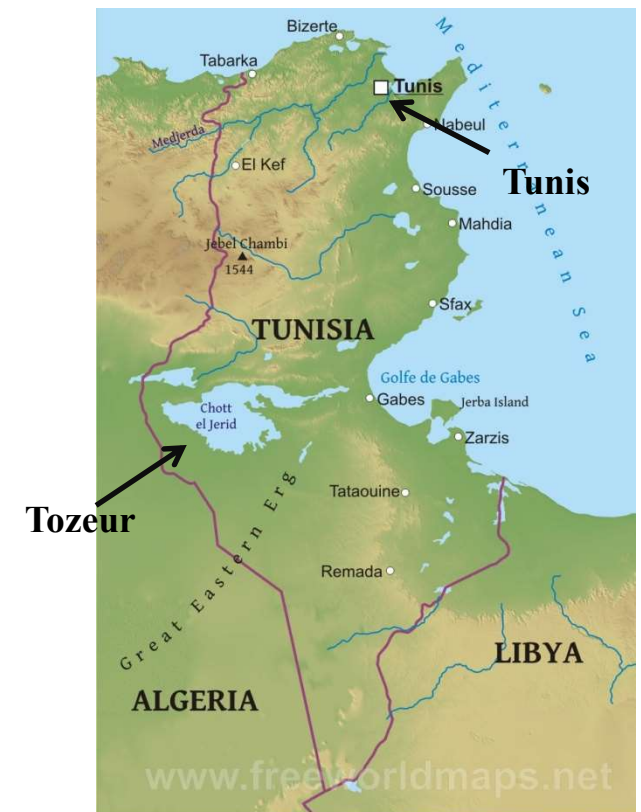 Bizerte
Tabarka
Tunis
Medjerda
Nabeul
El Kef
Tunis
Sousse
Mahdia
Jebel Chambi
1544
Mediterranean Sea
Sfax
TUNISIA
Golfe de Gabes
Gabes
Jerba Island
Chott
el Jerid
Zarzis
Tozeur
Tataouine
Great Eastern Erg
Remada
LIBYA
ALGERIA
www.freeworldmaps.net